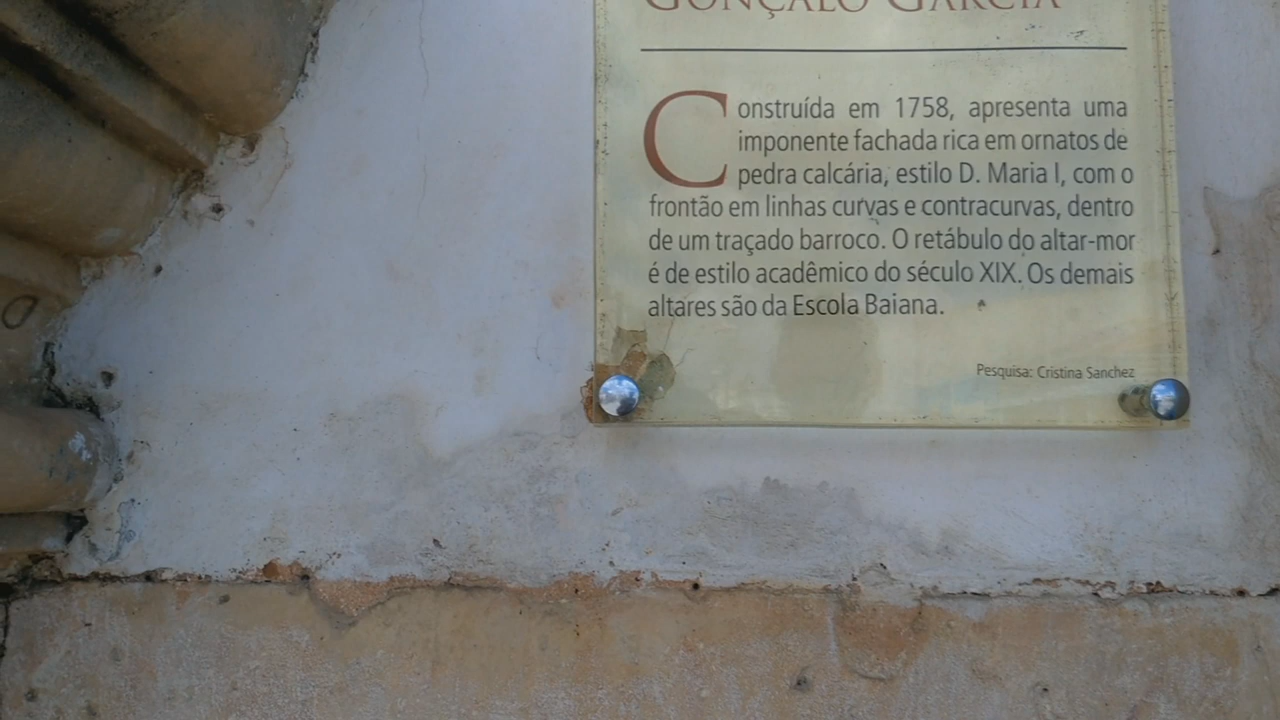 GONÇALO GARCIA
Construída em 1758, apresenta uma
imponente fachada rica em ornatos de
pedra calcária, estilo D. Maria I, com o
frontão em linhas curvas e contracurvas, dentro
de um traçado barroco. O retábulo do altar-mor
é de estilo acadêmico do século XIX. Os demais
altares são da Escola Baiana.
Pesquisa: Cristina Sanchez